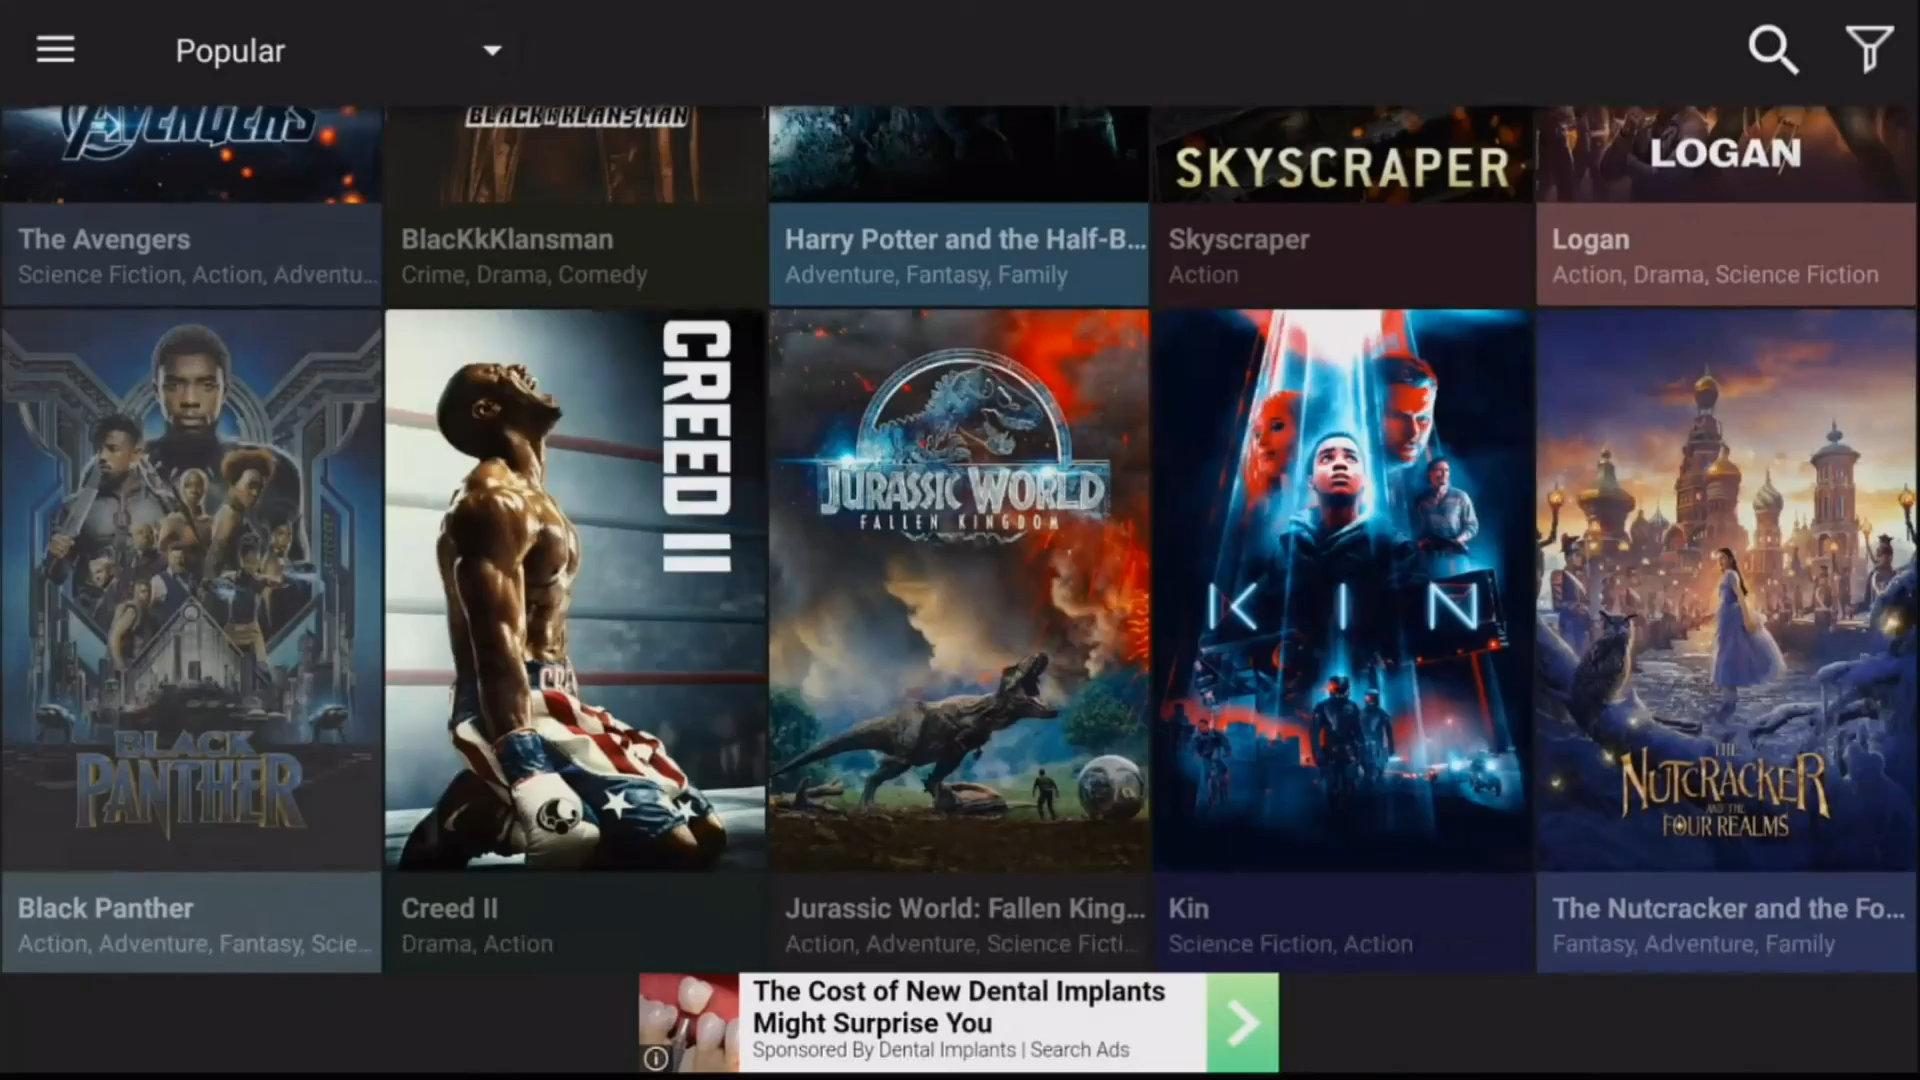 Popular
AVENGERS
BLACKkKLANSMAN
SKYSCRAPER
LOGAN
The Avengers
BlacKkKlansman
Harry Potter and the Half-B...
Skyscraper
Logan
Science Fiction, Action, Adventu...
Crime, Drama, Comedy
Adventure, Fantasy, Family
Action
Action, Drama, Science Fiction
BLACK
PANTHER
CREED II
CRE
JURASSIC WORLD
FALLEN KINGDOM
KIN
THE
NUTCRACKER
AND THE
FOUR REALMS
Black Panther
Creed II
Jurassic World: Fallen King...
Kin
The Nutcracker and the Fo...
Action, Adventure, Fantasy, Scie...
Drama, Action
Action, Adventure, Science Ficti...
Science Fiction, Action
Fantasy, Adventure, Family
The Cost of New Dental Implants
Might Surprise You
Sponsored By Dental Implants | Search Ads